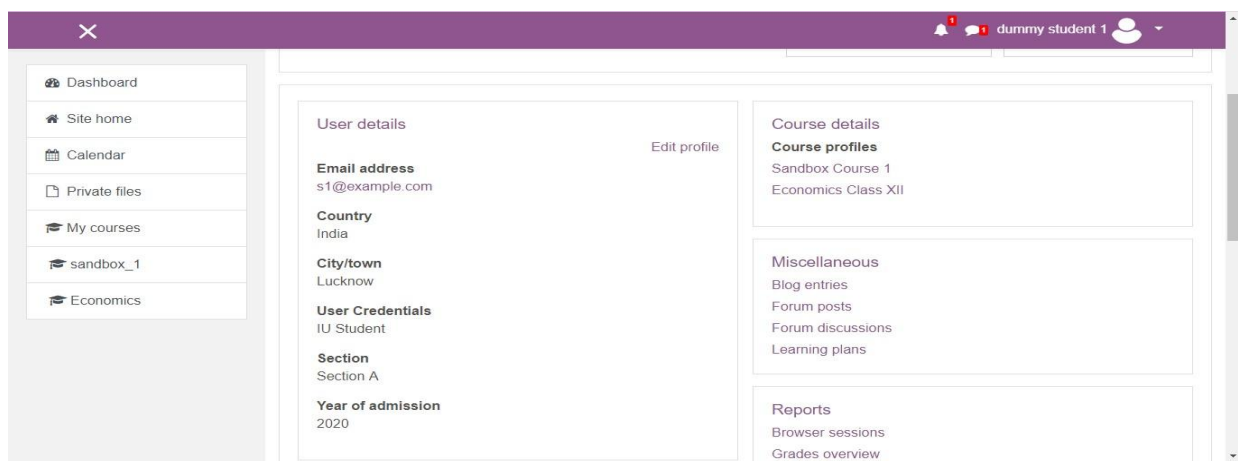 1
1
dummy student 1
Dashboard
Site home
Calendar
Private files
My courses
sandbox_1
Economics
User details
Edit profile
Email address
s1@example.com
Country
India
City/town
Lucknow
User Credentials
IU Student
Section
Section A
Year of admission
2020
Course details
Course profiles
Sandbox Course 1
Economics Class XII
Miscellaneous
Blog entries
Forum posts
Forum discussions
Learning plans
Reports
Browser sessions
Grades overview